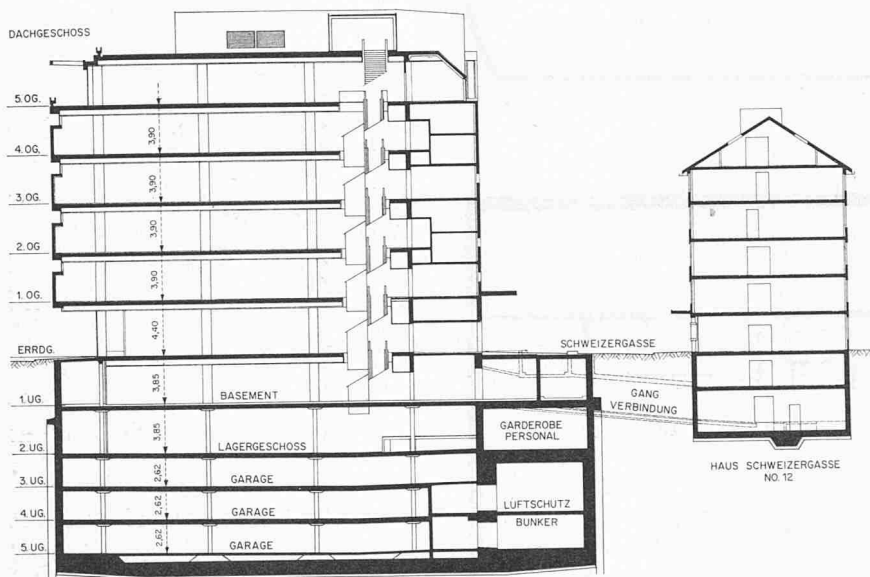 DACHGESCHOSS
5. OG.
3,90
4. OG.
3,90
3. OG.
3,90
2. OG.
3,90
1. OG.
4,40
ERRDG.
SCHWEIZERGASSE
3,85
BASEMENT
1. UG.
GANG
VERBINDUNG
3,85
GARDEROBE
PERSONAL
LAGERGESCHOSS
2. UG.
2,62
GARAGE
3. UG.
2,62
GARAGE
LUFTSCHUTZ
4. UG.
BUNKER
2,62
GARAGE
5. UG.
HAUS SCHWEIZERGASSE
NO. 12